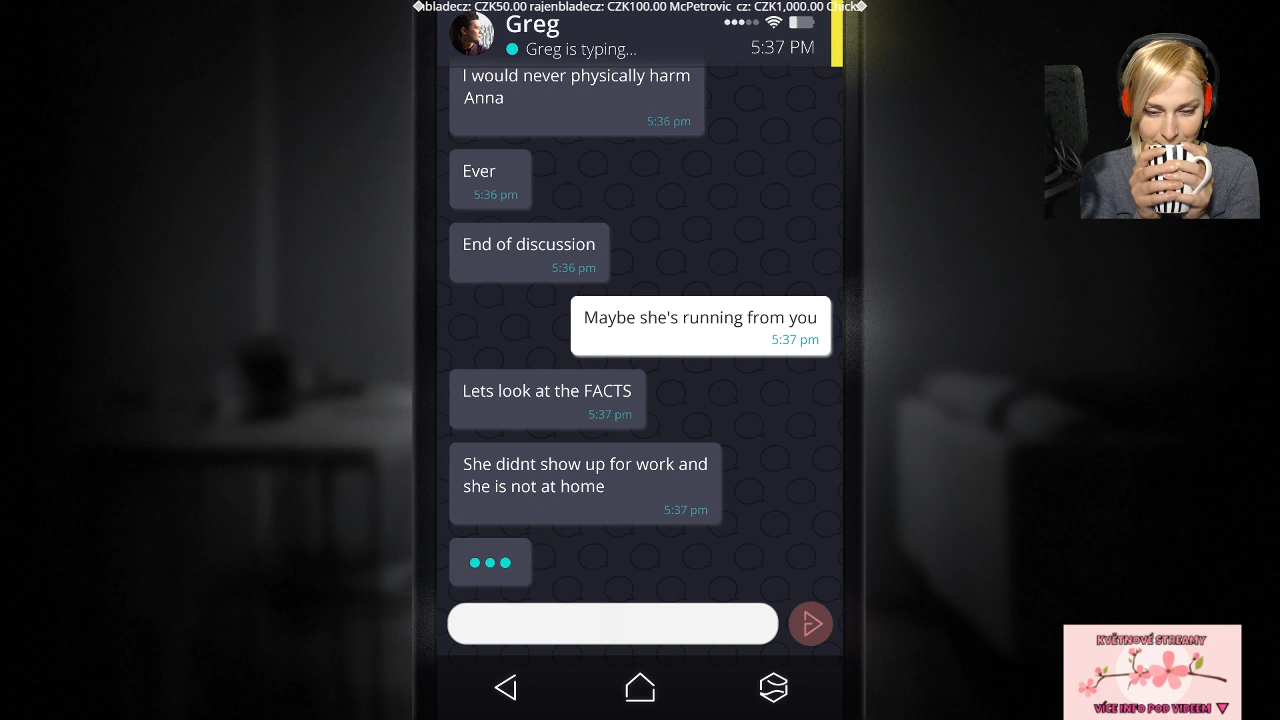 bladecz: CZK50.00 rajenbladecz: CZK100.00 McPetrovic_cz: CZK1,000.00 Chick
Greg
Greg is typing...
5:37 PM
I would never physically harm
Anna
5:36 pm
Ever
5:36 pm
End of discussion
5:36 pm
Maybe she's running from you
5:37 pm
Lets look at the FACTS
5:37 pm
She didnt show up for work and
she is not at home
5:37 pm
KVĚTNOVÉ STREAMY
VÍCE INFO POD VIDEEM